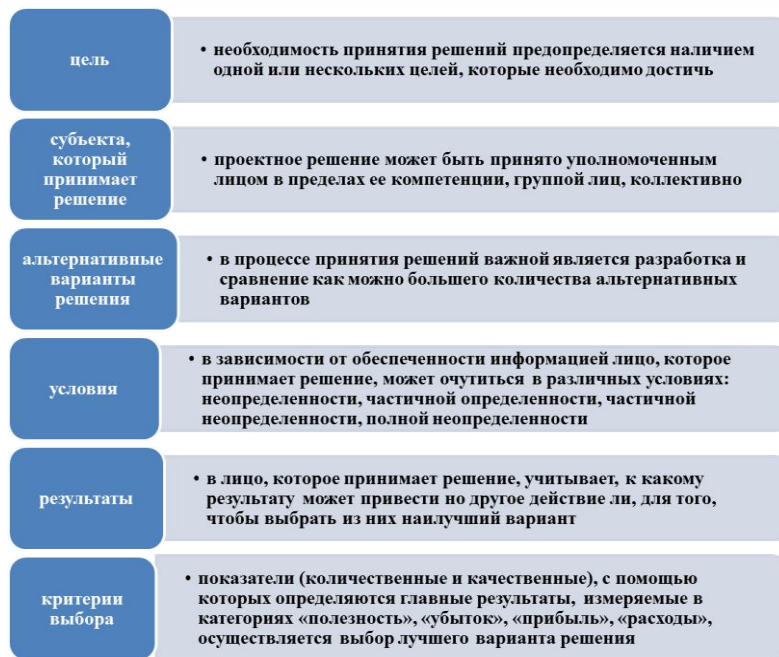 цель
• необходимость принятия решений предопределяется наличием
одной или нескольких целей, которые необходимо достичь
субъекта,
который
принимает
решение
• проектное решение может быть принято уполномоченным
лицом в пределах ее компетенции, группой лиц, коллективно
альтернативные
варианты
решения
• в процессе принятия решений важной является разработка и
сравнение как можно большего количества альтернативных
вариантов
условия
• в зависимости от обеспеченности информацией лицо, которое
принимает решение, может очутиться в различных условиях:
неопределенности, частичной определенности, частичной
неопределенности, полной неопределенности
результаты
• в лицо, которое принимает решение, учитывает, к какому
результату может привести но другое действие ли, для того,
чтобы выбрать из них наилучший вариант
критерии
выбора
• показатели (количественные и качественные), с помощью
которых определяются главные результаты, измеряемые в
категориях «полезность», «убыток», «прибыль», «расходы»,
осуществляется выбор лучшего варианта решения